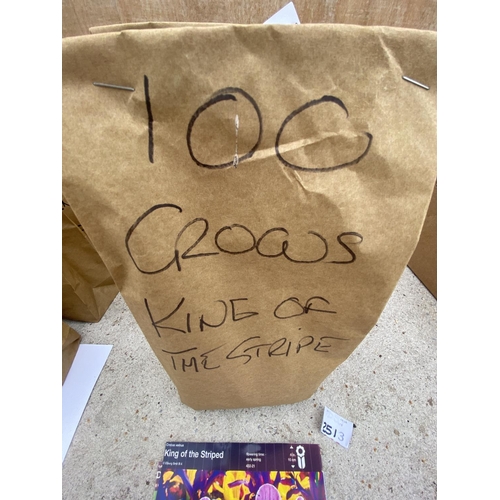 100
CROCUS
KING OF
THE STRIPE
2513
King of the Striped